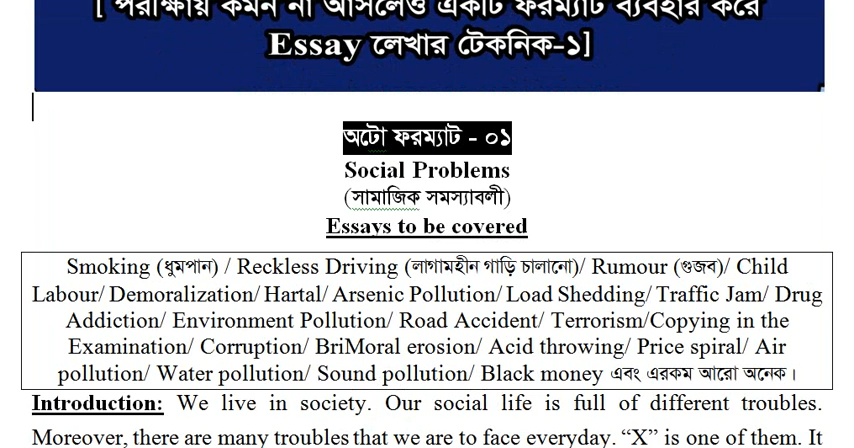 [ পরীক্ষায় কমন না আসলেও একটি ফরম্যাট ব্যবহার করে
Essay লেখার টেকনিক-১]
অটো ফরম্যাট - ০১
Social Problems
(সামাজিক সমস্যাবলী)
Essays to be covered
Smoking (ধুমপান) / Reckless Driving (লাগামহীন গাড়ি চালানো)/ Rumour (গুজব)/ Child
Labour/ Demoralization/ Hartal/ Arsenic Pollution/ Load Shedding/ Traffic Jam/ Drug
Addiction/ Environment Pollution/ Road Accident/ Terrorism/Copying in the
Examination/ Corruption/ BriMoral erosion/ Acid throwing/ Price spiral/ Air
pollution/ Water pollution/ Sound pollution/ Black money এবং এরকম আরো অনেক।
Introduction: We live in society. Our social life is full of different troubles.
Moreover, there are many troubles that we are to face everyday. “X” is one of them. It